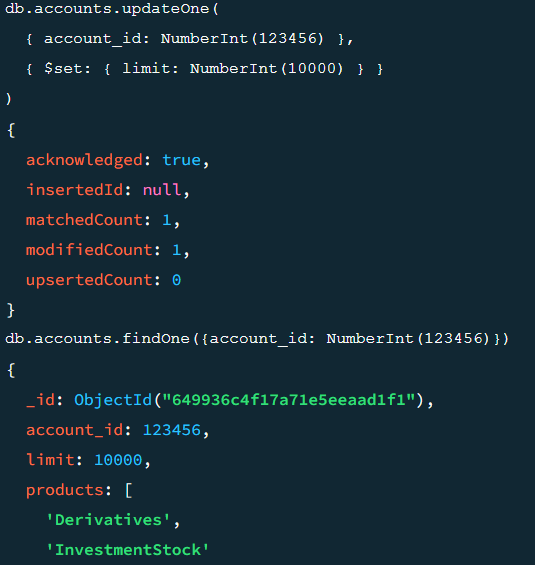 db.accounts.updateOne(
{ account_id: NumberInt(123456) },
{ $set: { limit: NumberInt(10000) } }
)
{
acknowledged: true,
insertedId: null,
matchedCount: 1,
modifiedCount: 1,
upsertedCount: 0
}
db.accounts.findOne({account_id: NumberInt(123456)})
{
_id: ObjectId("649936c4f17a71e5eeaad1f1"),
account_id: 123456,
limit: 10000,
products: [
'Derivatives',
'InvestmentStock'